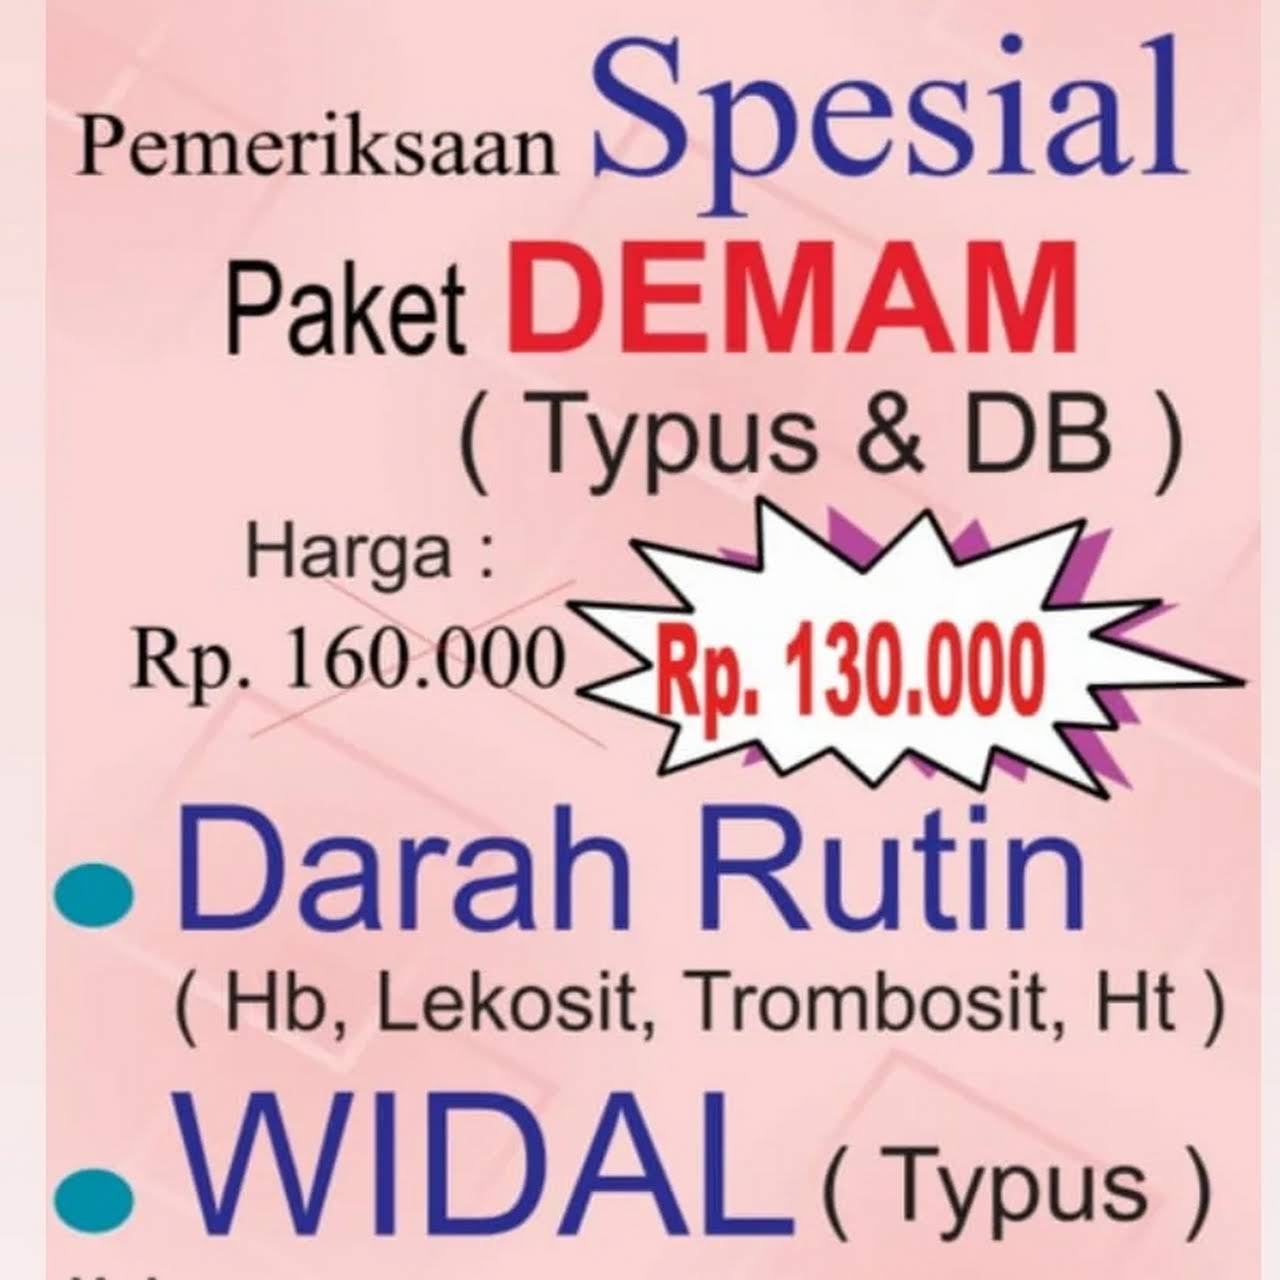 Pemeriksaan Spesial
Paket DEMAM
( Typus & DB )
Harga :
Rp. 160.000 Rp. 130.000
Darah Rutin
( Hb, Lekosit, Trombosit, Ht )
WIDAL ( Typus )